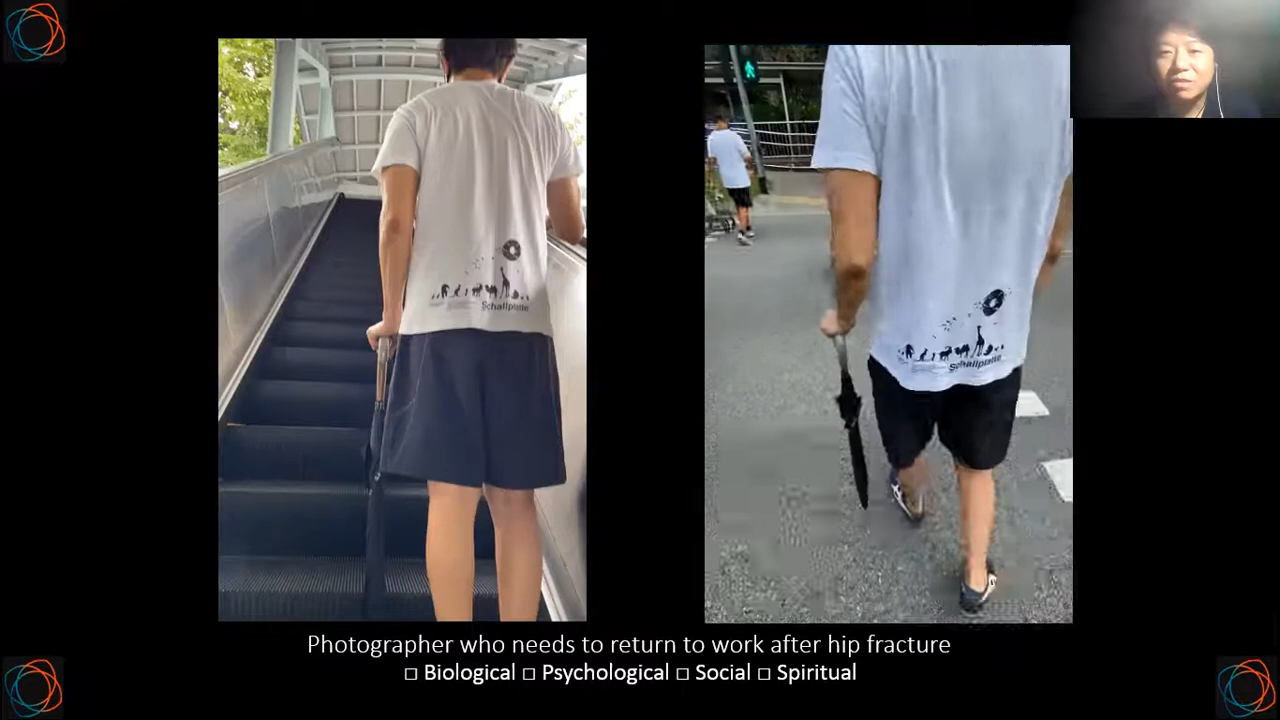 Schallplatte
Schallplatte
Photographer who needs to return to work after hip fracture
□ Biological □ Psychological □ Social □ Spiritual